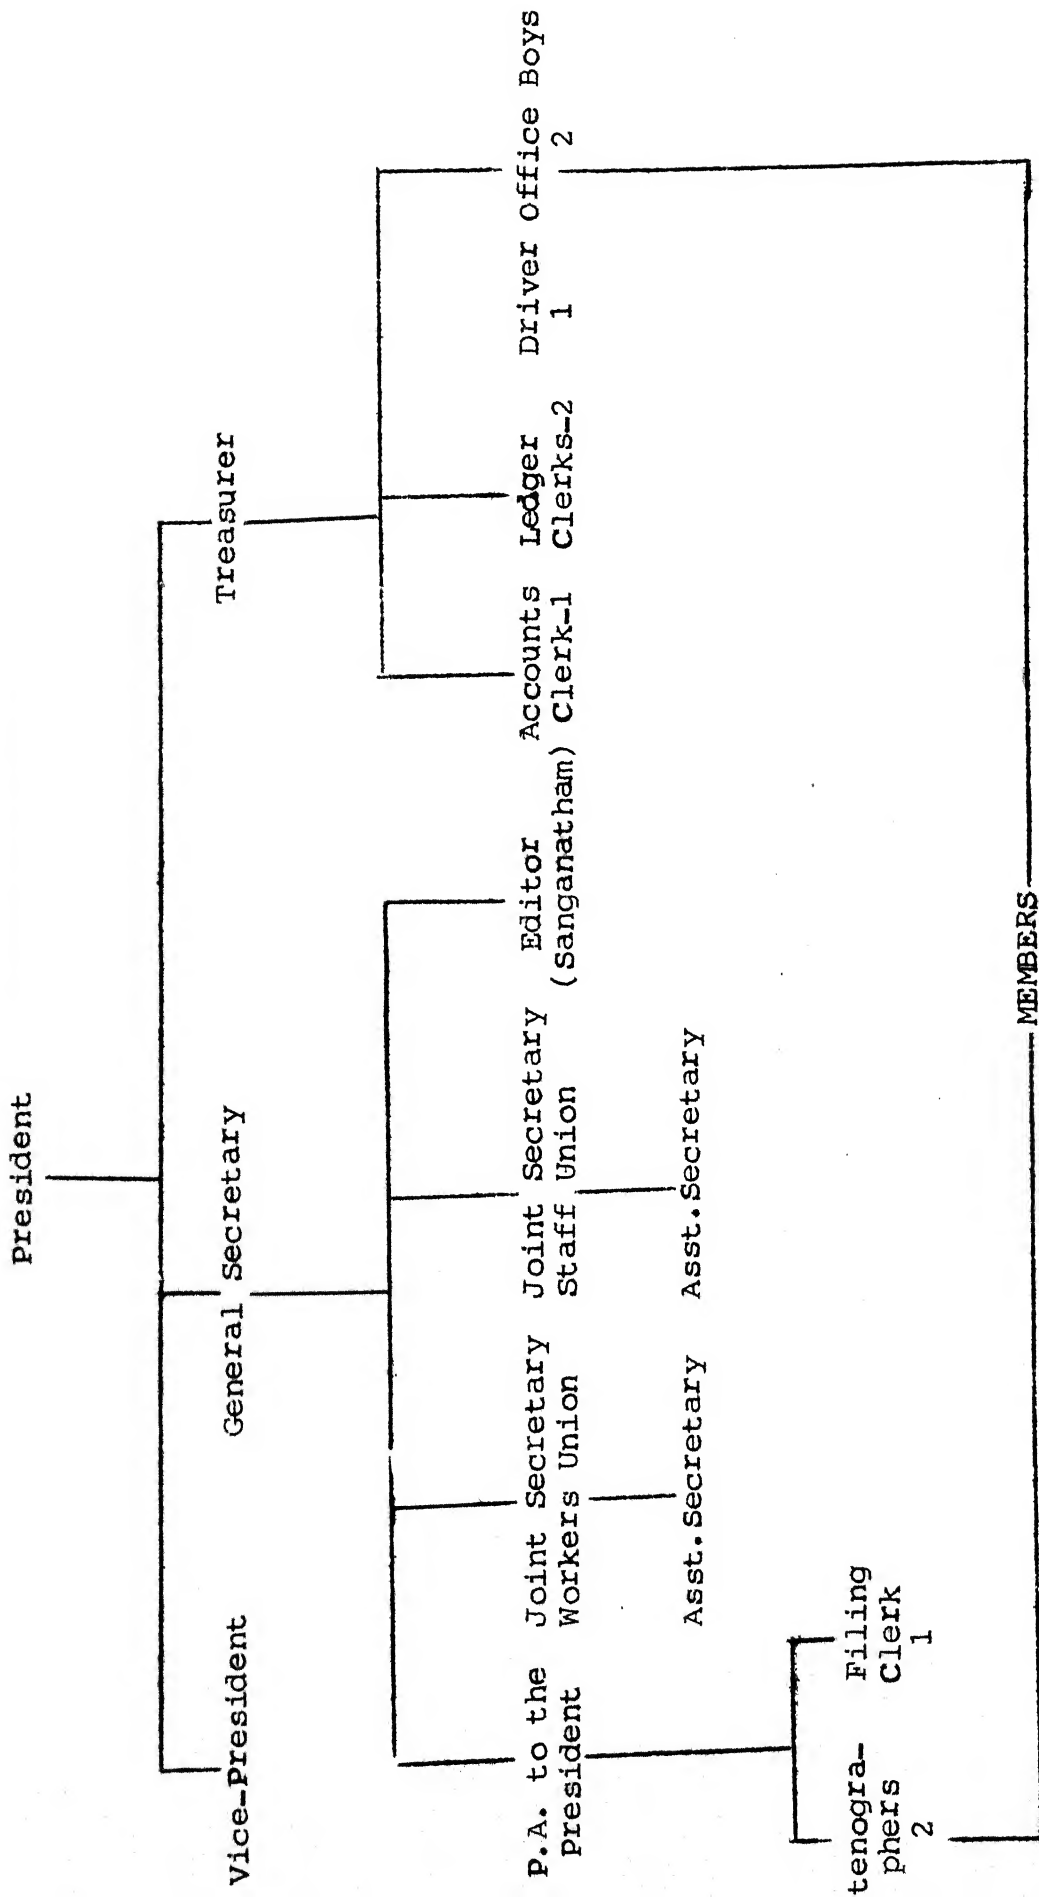 President
Vice-President
General Secretary
Treasurer
P.A. to the
President
Joint Secretary
Workers Union
Joint Secretary
Staff Union
Editor
(Sanganatham)
Accounts
Clerk-1
Ledger
Clerks-2
Driver
1
Office Boys
2
Asst.Secretary
Asst.Secretary
tenogra-
phers
2
Filing
Clerk
1
MEMBERS